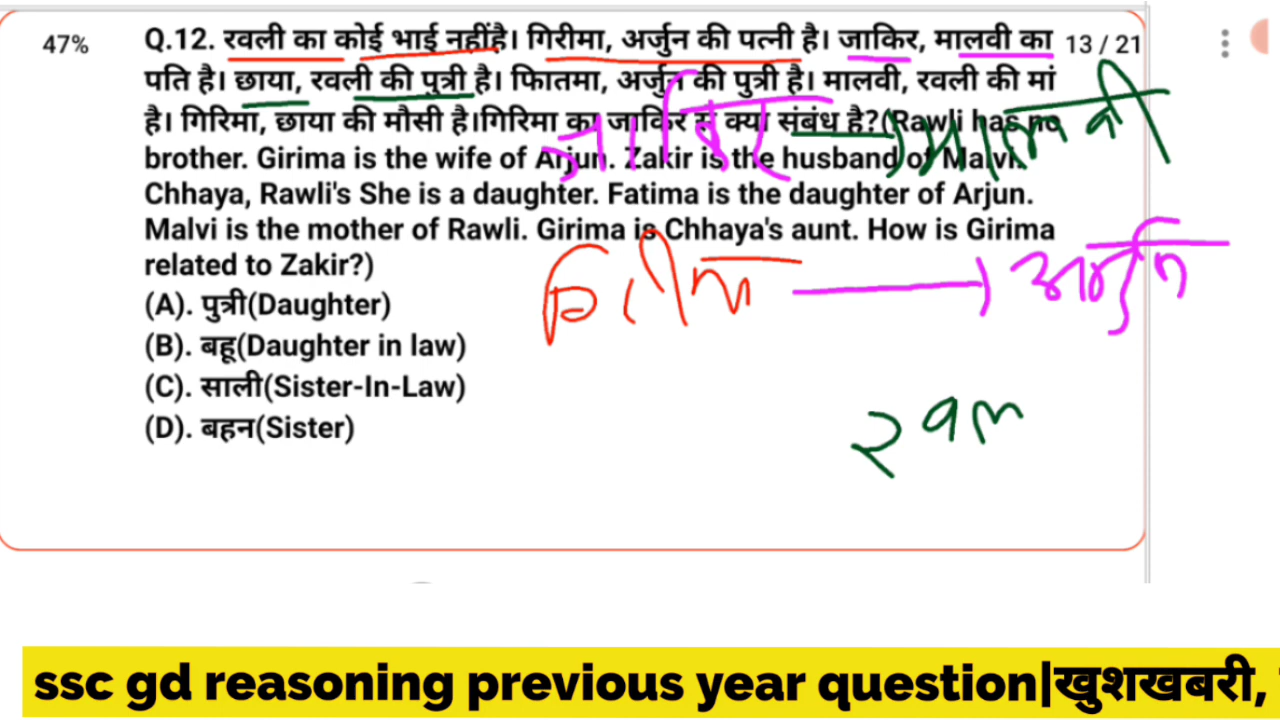 47%
Q.12. रवली का कोई भाई नहींहै। गिरीमा, अर्जुन की पत्नी है। जाकिर, मालवी का
13 / 21
पति है। छाया, रवली की पुत्री है। फातिमा, अर्जुन की पुत्री है। मालवी, रवली की मां
है। गिरिमा, छाया की मौसी है।गिरिमा का जाकिर से क्या संबंध है?(Rawli has no
brother. Girima is the wife of Arjun. Zakir is the husband of Malvi.
Chhaya, Rawli's She is a daughter. Fatima is the daughter of Arjun.
Malvi is the mother of Rawli. Girima is Chhaya's aunt. How is Girima
related to Zakir?)
(A). पुत्री(Daughter)
(B). बहू(Daughter in law)
(C). साली(Sister-In-Law)
(D). बहन(Sister)
जाकिर मालवी
गिरीमा अर्जुन
ssc gd reasoning previous year question|खुशखबरी,